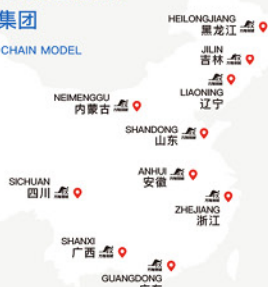 集团
CHAIN MODEL
HEILONGJIANG
黑龙江
JILIN
吉林
LIAONING
辽宁
NEIMENGGU
内蒙古
SHANDONG
山东
ANHUI
安徽
SICHUAN
四川
ZHEJIANG
浙江
SHANXI
广西
GUANGDONG